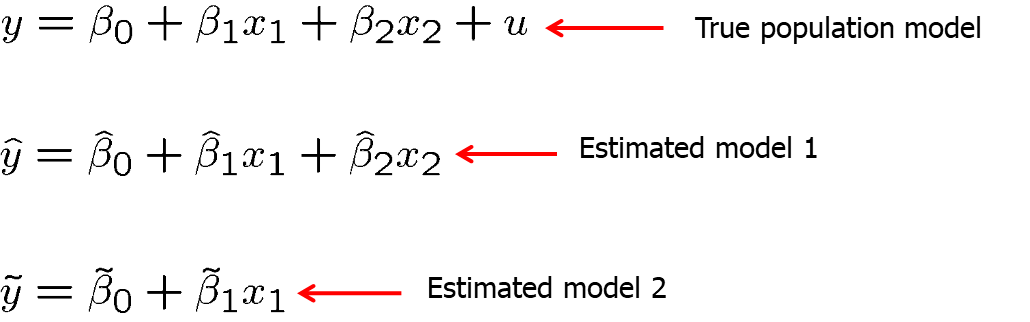 y = β₀ + β₁x₁ + β₂x₂ + u True population model
ŷ = β̂₀ + β̂₁x₁ + β̂₂x₂ Estimated model 1
ỹ = β̃₀ + β̃₁x₁ Estimated model 2